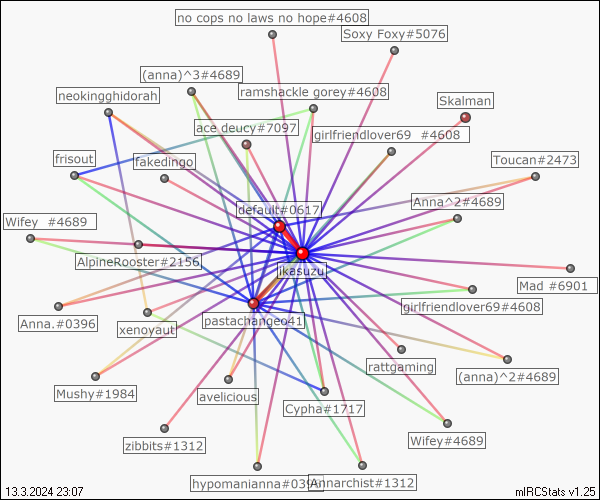 no cops no laws no hope#4608
Soxy Foxy#5076
(anna)^3#4689
ramshackle gorey#4608
neokingghidorah
Skalman
ace deucy#7097
girlfriendlover69 #4608
frisout
fakedingo
Toucan#2473
default#0617
Anna^2#4689
Wifey #4689
AlpineRooster#2156
jkasuzu
Mad #6901
girlfriendlover69#4608
Anna.#0396
xenoyaut
pastachangeo41
rattgaming
(anna)^2#4689
Mushy#1984
avelicious
Cypha#1717
zibbits#1312
Wifey#4689
hypomanianna#039
Annarchist#1312
13.3.2024 23:07
mIRCStats v1.25